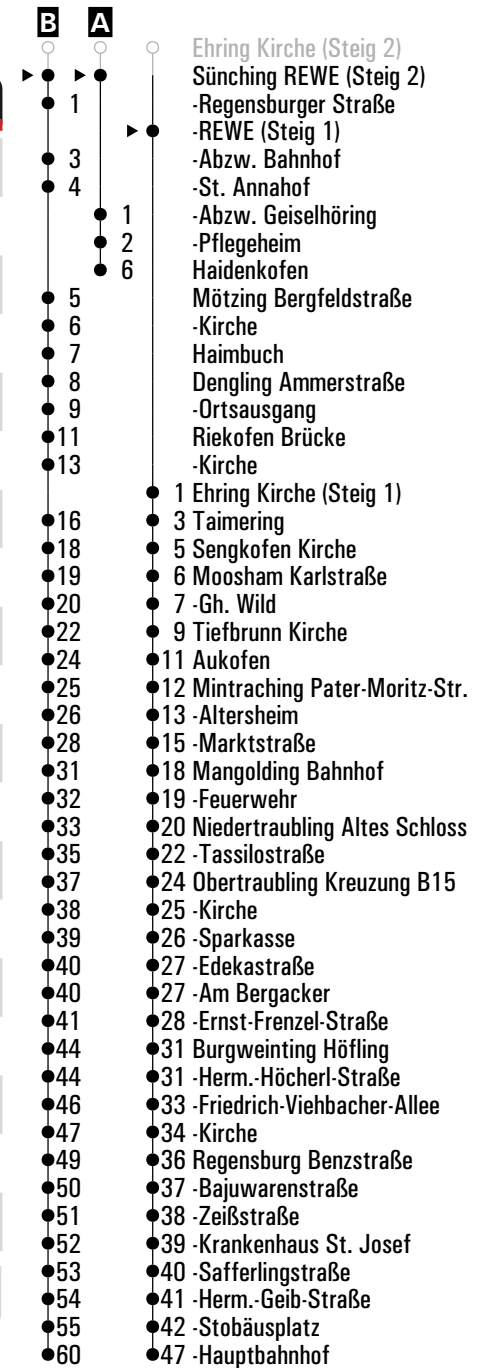 B A
Ehring Kirche (Steig 2)
Sünching REWE (Steig 2)
1 -Regensburger Straße
-REWE (Steig 1)
3 -Abzw. Bahnhof
4 -St. Annahof
1 -Abzw. Geiselhöring
2 -Pflegeheim
6 Haidenkofen
5 Mötzing Bergfeldstraße
6 -Kirche
7 Haimbuch
8 Dengling Ammerstraße
9 -Ortsausgang
11 Riekofen Brücke
13 -Kirche
1 Ehring Kirche (Steig 1)
16 3 Taimering
18 5 Sengkofen Kirche
19 6 Moosham Karlstraße
20 7 -Gh. Wild
22 9 Tiefbrunn Kirche
24 11 Aukofen
25 12 Mintraching Pater-Moritz-Str.
26 13 -Altersheim
28 15 -Marktstraße
31 18 Mangolding Bahnhof
32 19 -Feuerwehr
33 20 Niedertraubling Altes Schloss
35 22 -Tassilostraße
37 24 Obertraubling Kreuzung B15
38 25 -Kirche
39 26 -Sparkasse
40 27 -Edekastraße
40 27 -Am Bergacker
41 28 -Ernst-Frenzel-Straße
44 31 Burgweinting Höfling
44 31 -Herm.-Höcherl-Straße
46 33 -Friedrich-Viehbacher-Allee
47 34 -Kirche
49 36 Regensburg Benzstraße
50 37 -Bajuwarenstraße
51 38 -Zeißstraße
52 39 -Krankenhaus St. Josef
53 40 -Safferlingstraße
54 41 -Herm.-Geib-Straße
55 42 -Stobäusplatz
60 47 -Hauptbahnhof